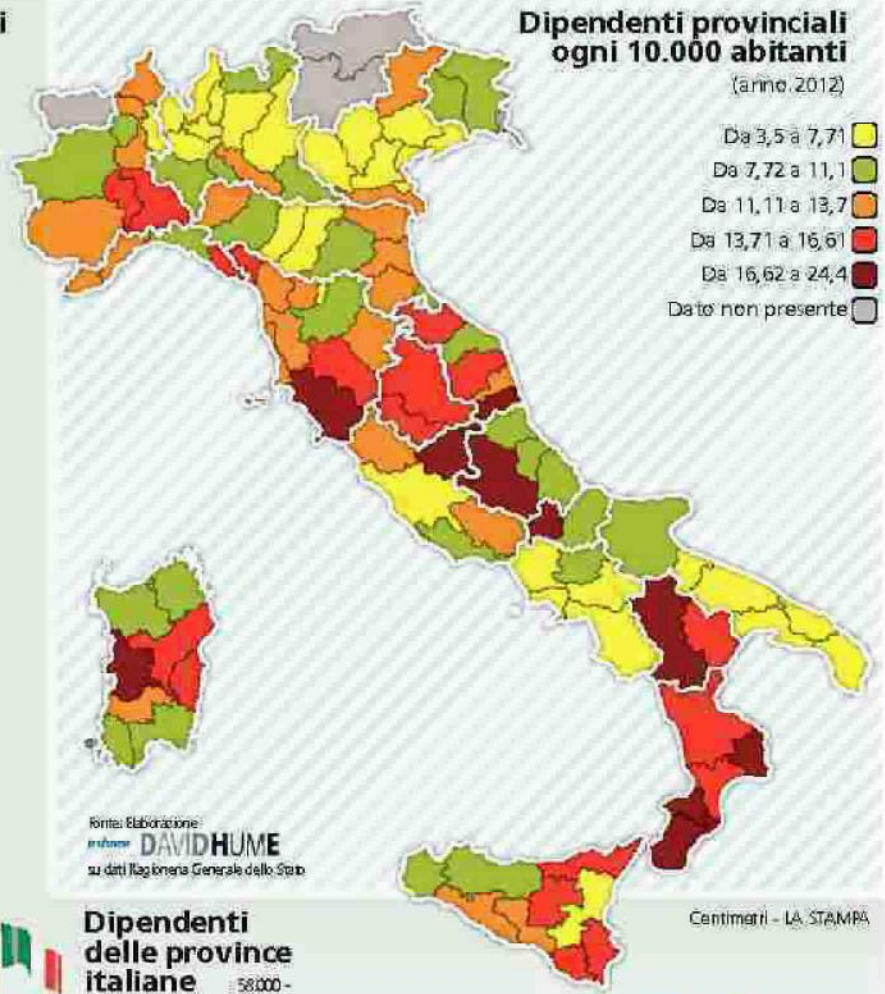 i
Dipendenti provinciali
ogni 10.000 abitanti
(anno 2012)
Da 3,5 a 7,71
Da 7,72 a 11,1
Da 11,11 a 13,7
Da 13,71 a 16,61
Da 16,62 a 24,4
Dato non presente
Fonte: Elaborazione
DAVIDHUME
su dati Ragioneria Generale dello Stato
Centimetri - LA STAMPA
Dipendenti
delle province
italiane
58.000 -